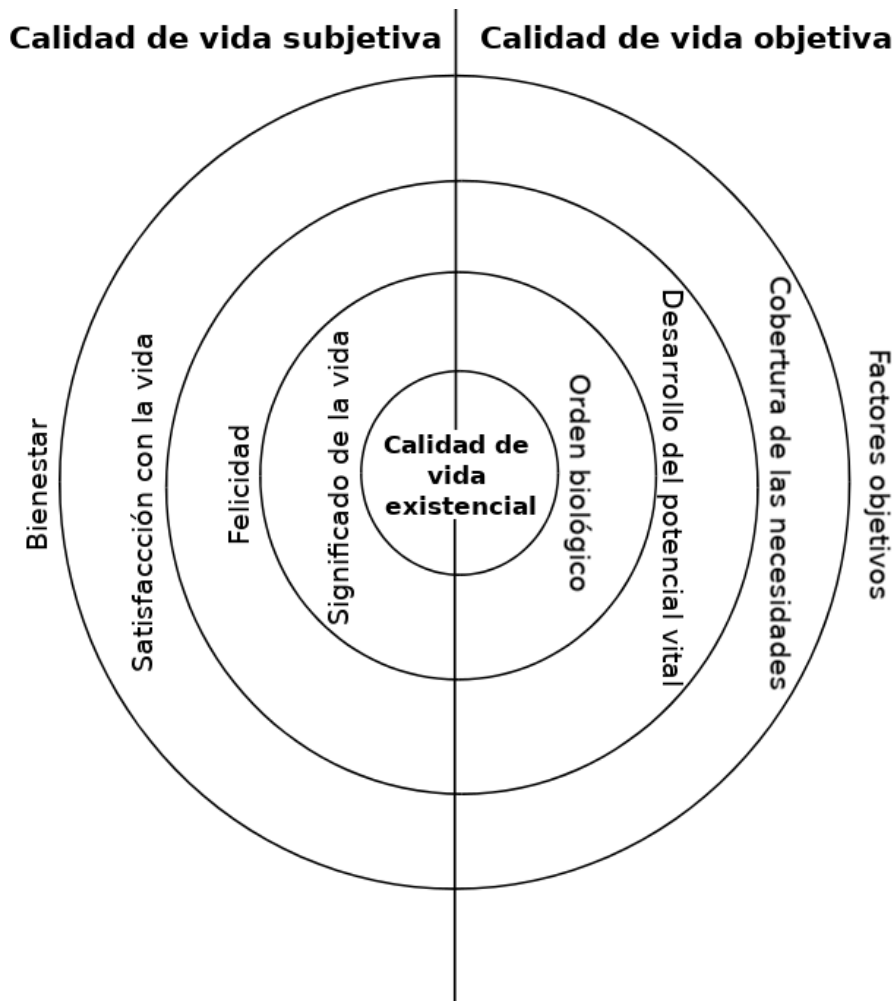 Calidad de vida subjetiva
Calidad de vida objetiva
Bienestar
Satisfaccción con la vida
Felicidad
Significado de la vida
Calidad de
vida
existencial
Orden biológico
Desarrollo del potencial vital
Cobertura de las necesidades
Factores objetivos